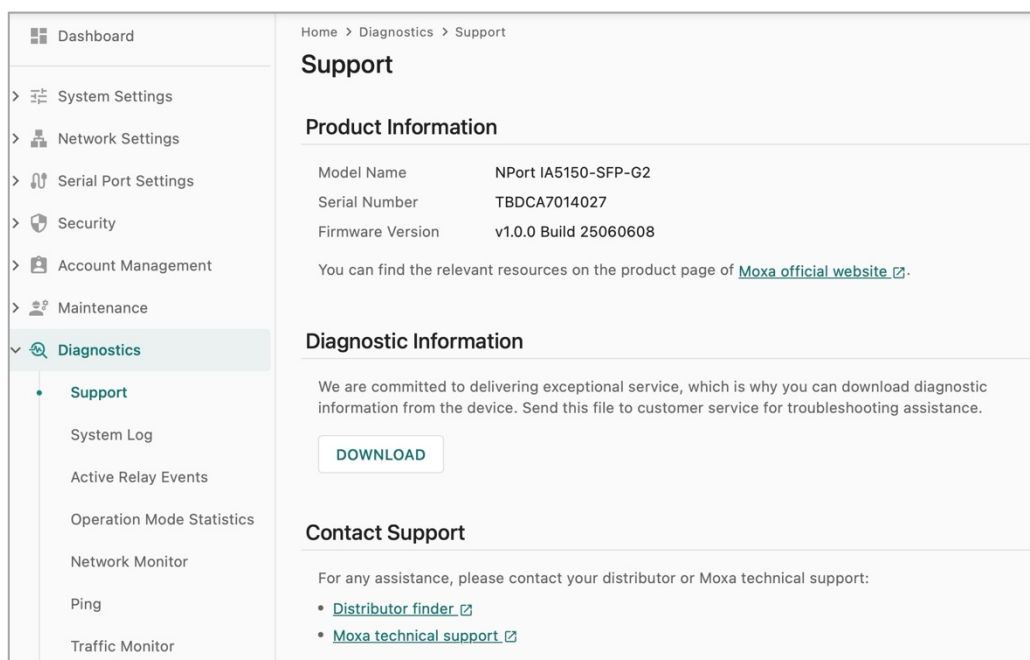 Dashboard
System Settings
Network Settings
Serial Port Settings
Security
Account Management
Maintenance
Diagnostics
Support
System Log
Active Relay Events
Operation Mode Statistics
Network Monitor
Ping
Traffic Monitor
Home > Diagnostics > Support
Support
Product Information
Model Name NPort IA5150-SFP-G2
Serial Number TBDCA7014027
Firmware Version v1.0.0 Build 25060608
You can find the relevant resources on the product page of Moxa official website.
Diagnostic Information
We are committed to delivering exceptional service, which is why you can download diagnostic
information from the device. Send this file to customer service for troubleshooting assistance.
DOWNLOAD
Contact Support
For any assistance, please contact your distributor or Moxa technical support:
• Distributor finder
• Moxa technical support